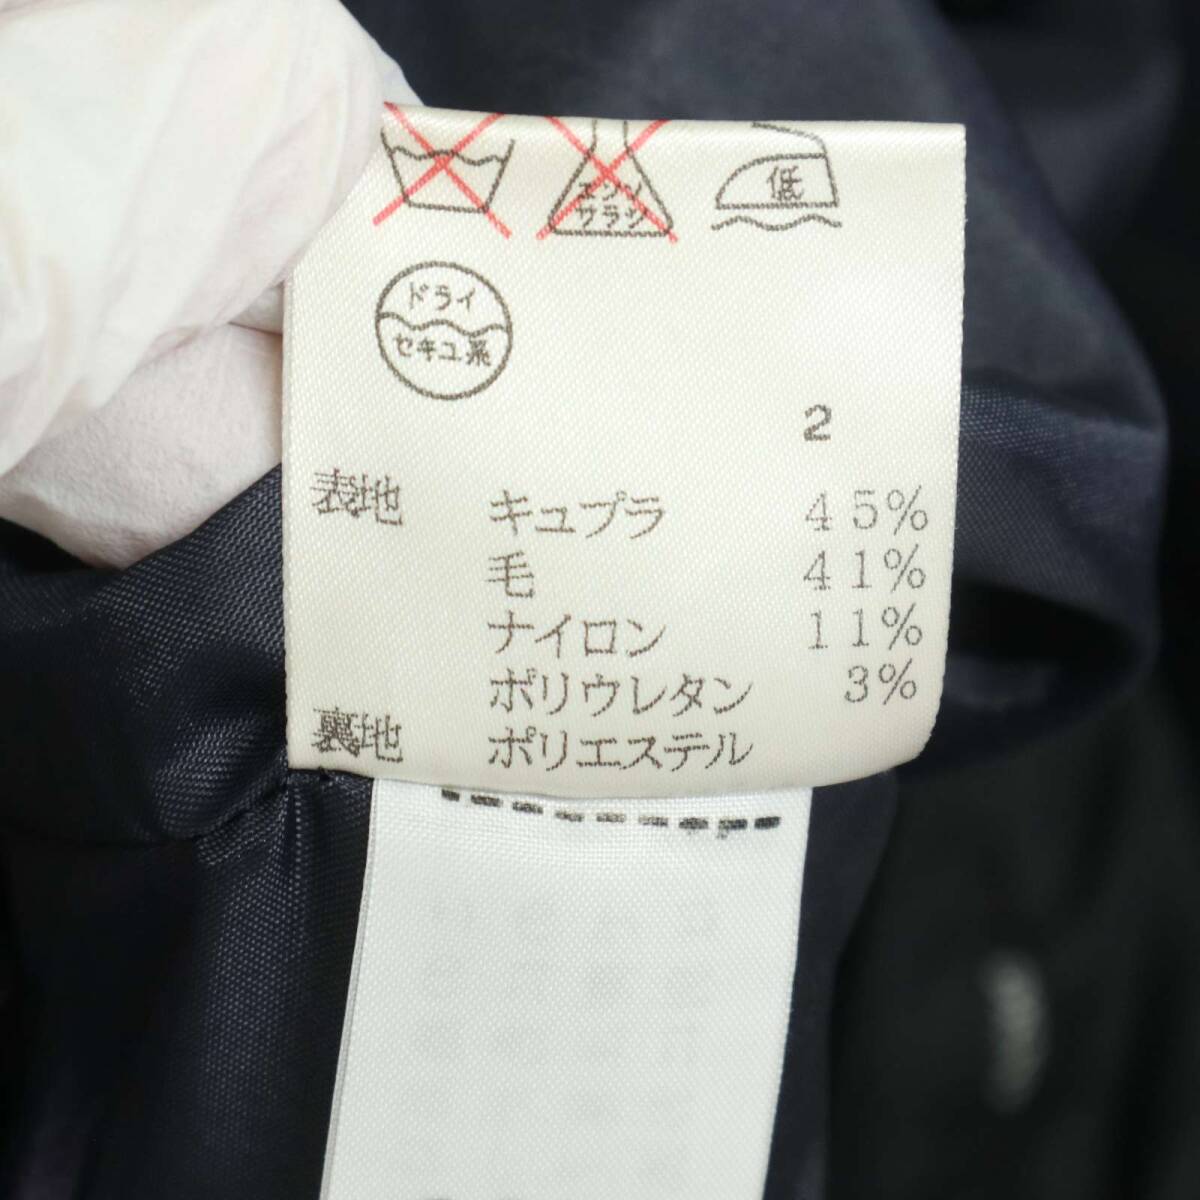 エンソ
サラシ
低
ドライ
セキユ系
2
表地 キュプラ 45%
毛 41%
ナイロン 11%
ポリウレタン 3%
裏地 ポリエステル